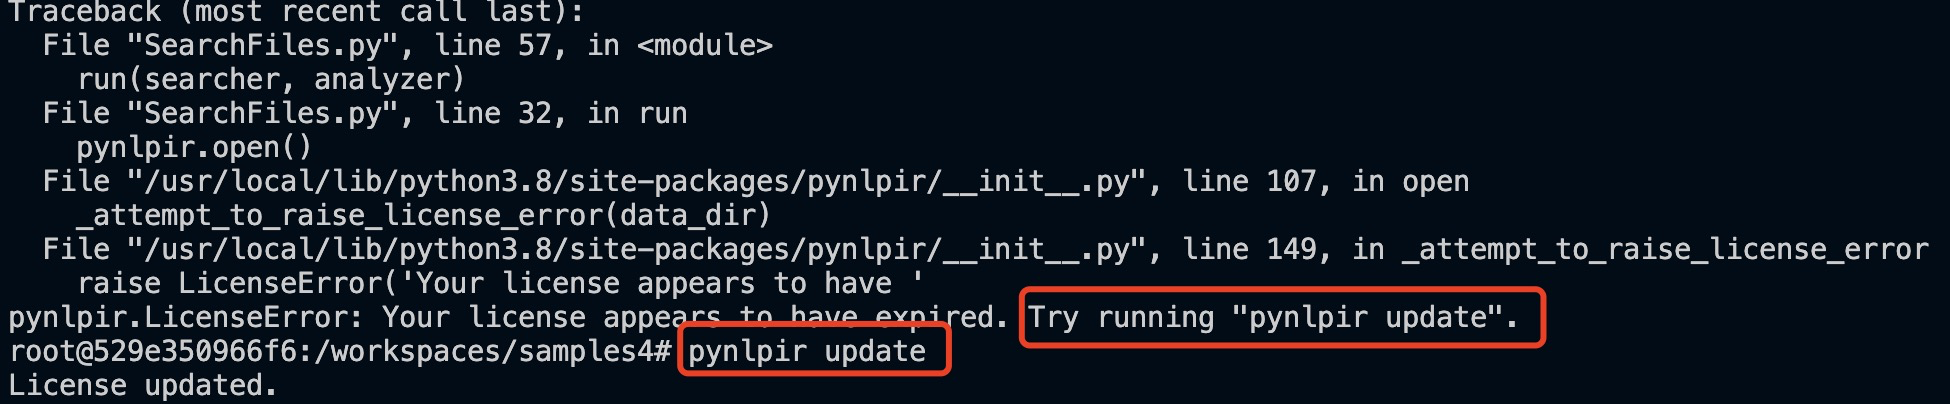 Traceback (most recent call last):
  File "SearchFiles.py", line 57, in <module>
    run(searcher, analyzer)
  File "SearchFiles.py", line 32, in run
    pynlpir.open()
  File "/usr/local/lib/python3.8/site-packages/pynlpir/__init__.py", line 107, in open
    _attempt_to_raise_license_error(data_dir)
  File "/usr/local/lib/python3.8/site-packages/pynlpir/__init__.py", line 149, in _attempt_to_raise_license_error
    raise LicenseError('Your license appears to have '
pynlpir.LicenseError: Your license appears to have expired. Try running "pynlpir update".
root@529e350966f6:/workspaces/samples4# pynlpir update
License updated.